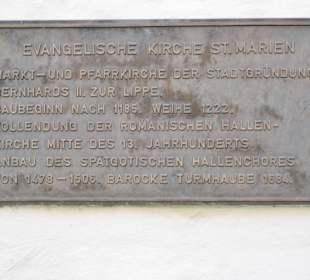 EVANGELISCHE KIRCHE ST. MARIEN
MARKT- UND PFARRKIRCHE DER STADTGRÜNDUNG
BERNHARDS II. ZUR LIPPE.
BAUBEGINN NACH 1185. WEIHE 1222.
VOLLENDUNG DER ROMANISCHEN HALLEN-
KIRCHE MITTE DES 13. JAHRHUNDERTS.
ANBAU DES SPÄTGOTISCHEN HALLENCHORES
VON 1478-1506. BAROCKE TURMHAUBE 1684.